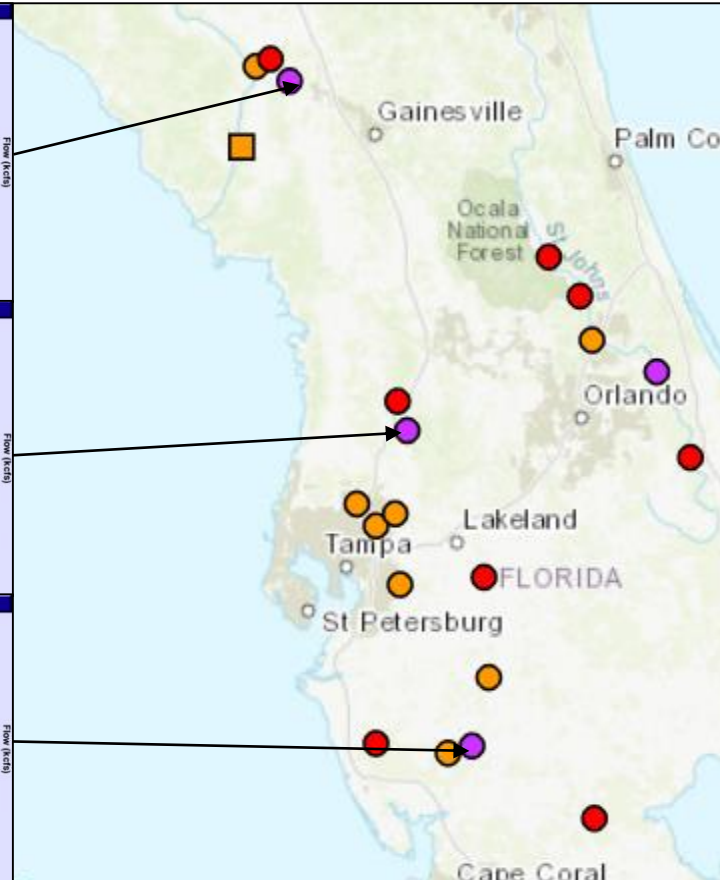 Flow (kcfs)
Gainesville
Palm Co
Ocala
National
Forest
St Johns
Orlando
Flow (kcfs)
Lakeland
Tampa
FLORIDA
St Petersburg
Flow (kcfs)
Cape Coral